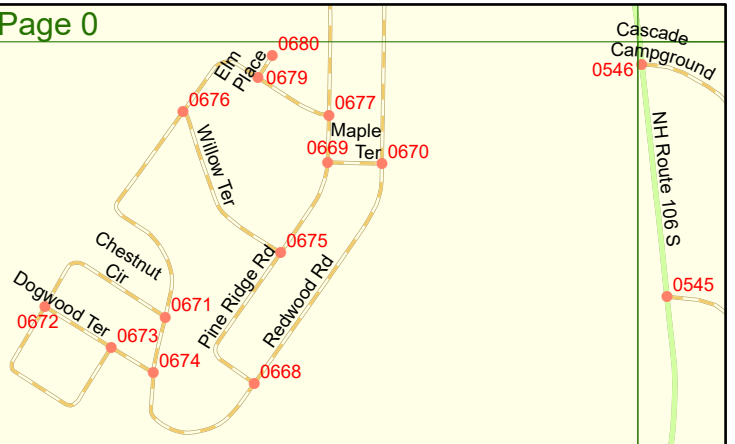 Page 0
Cascade
Campground
0546
0680
Elm
Place
0679
0676
0677
Maple
Ter
0669
0670
Willow Ter
NH Route 106 S
0675
Chestnut
Cir
Pine Ridge Rd
Redwood Rd
0545
Dogwood Ter
0671
0672
0673
0674
0668